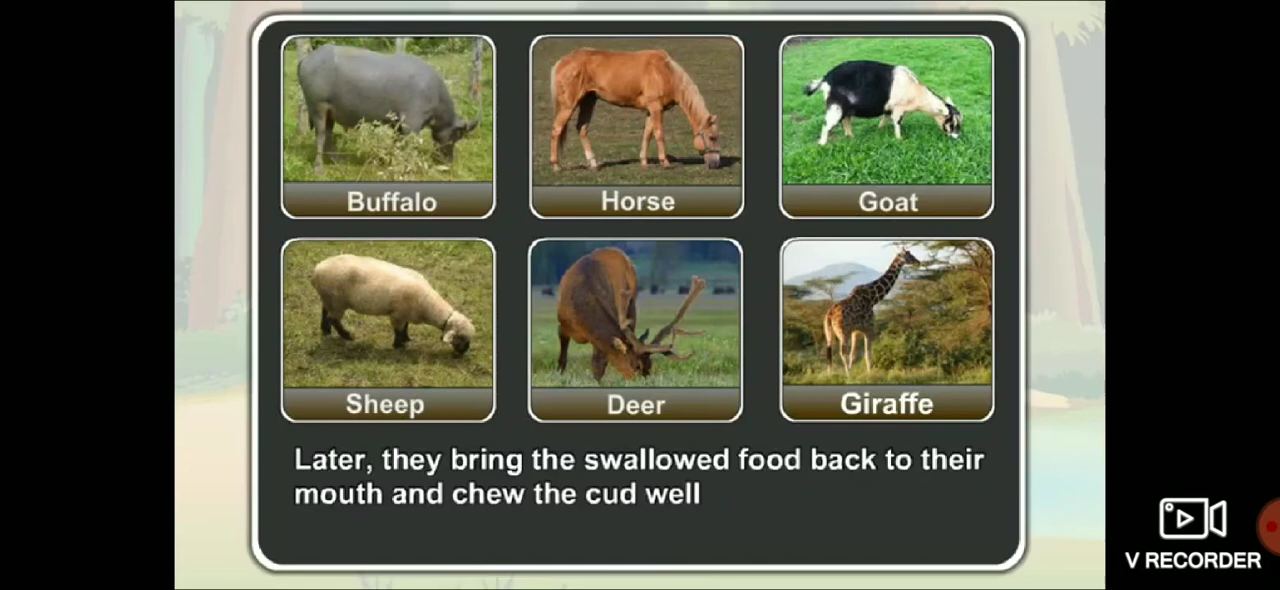 Buffalo
Horse
Goat
Sheep
Deer
Giraffe
Later, they bring the swallowed food back to their
mouth and chew the cud well
V RECORDER